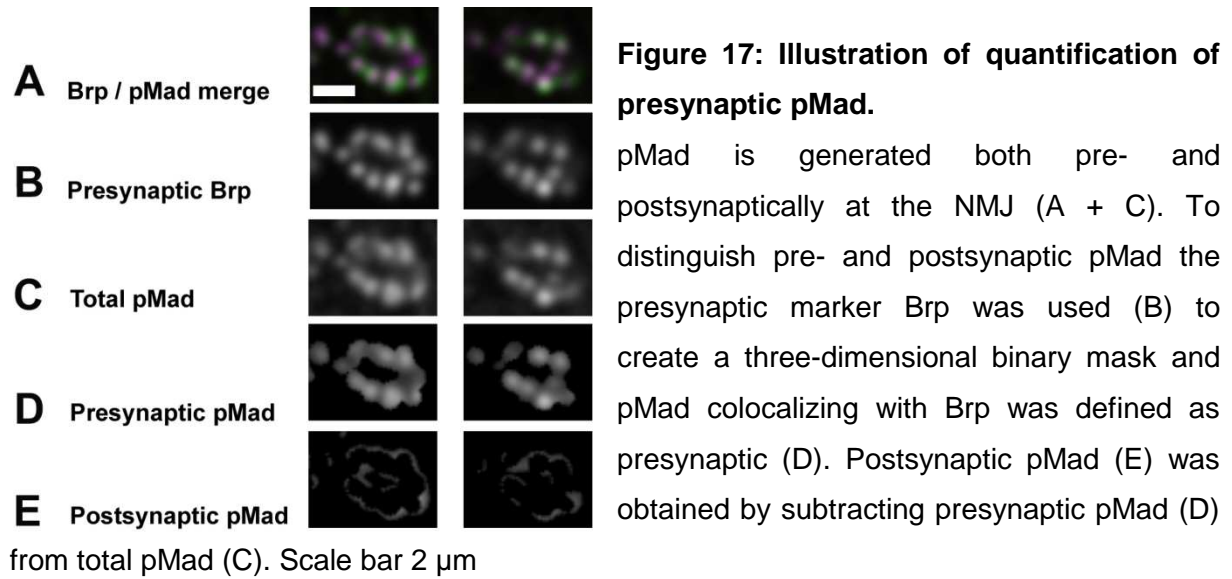 A Brp / pMad merge
B Presynaptic Brp
C Total pMad
D Presynaptic pMad
E Postsynaptic pMad
Figure 17: Illustration of quantification of
presynaptic pMad.
pMad is generated both pre- and
postsynaptically at the NMJ (A + C). To
distinguish pre- and postsynaptic pMad the
presynaptic marker Brp was used (B) to
create a three-dimensional binary mask and
pMad colocalizing with Brp was defined as
presynaptic (D). Postsynaptic pMad (E) was
obtained by subtracting presynaptic pMad (D)
from total pMad (C). Scale bar 2 µm